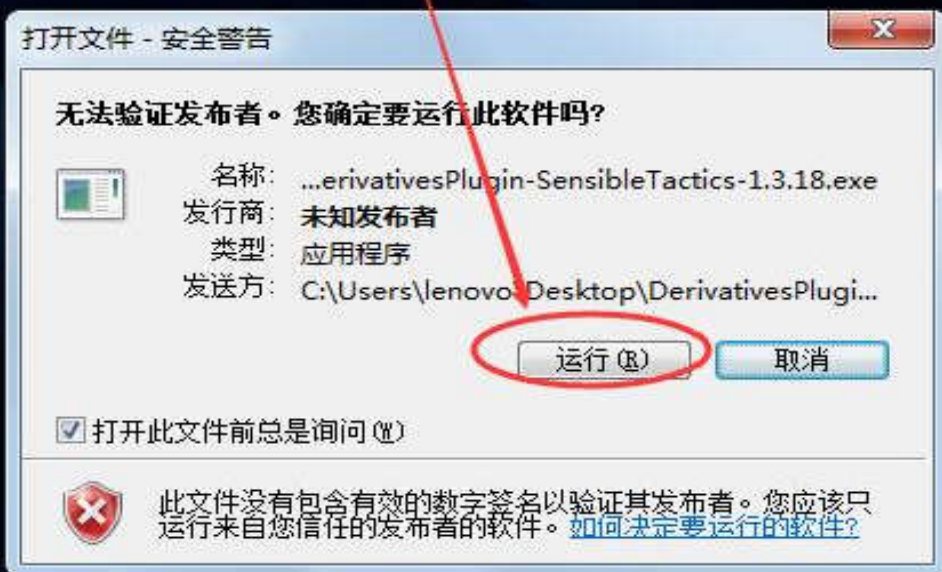 打开文件 - 安全警告
无法验证发布者。您确定要运行此软件吗?
名称: ...erivativesPlugin-SensibleTactics-1.3.18.exe
发行商: 未知发布者
类型: 应用程序
发送方: C:\Users\lenovo\Desktop\DerivativesPlugi...
运行(R) 取消
打开此文件前总是询问(W)
此文件没有包含有效的数字签名以验证其发布者。您应该只
运行来自您信任的发布者的软件。如何决定要运行的软件?